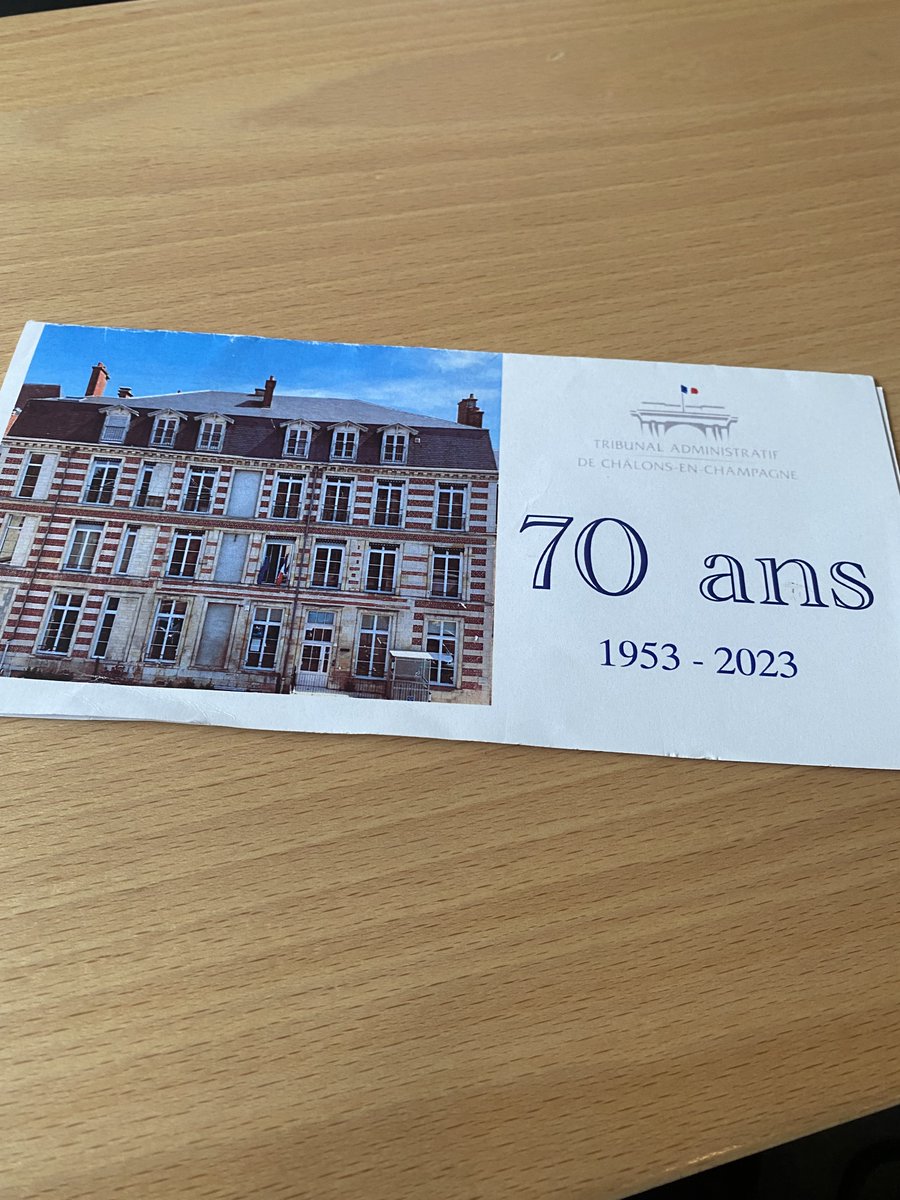 TRIBUNAL ADMINISTRATIF
DE CHÂLONS-EN-CHAMPAGNE
70 ans
1953 - 2023